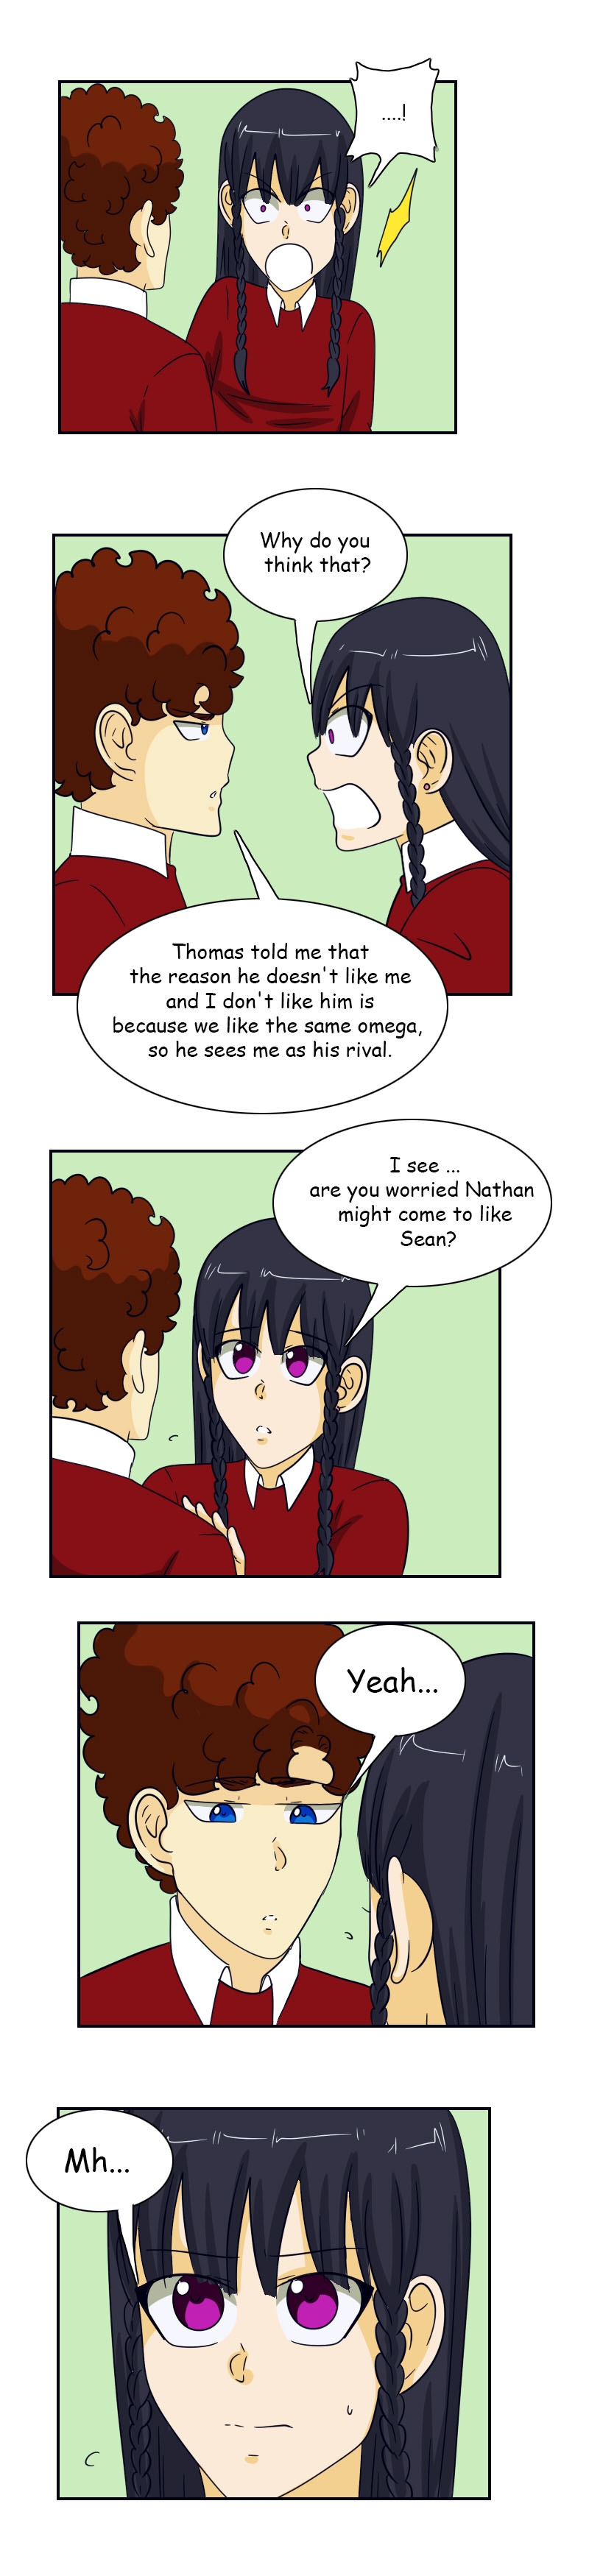 ....!
Why do you
think that?
Thomas told me that
the reason he doesn't like me
and I don't like him is
because we like the same omega,
so he sees me as his rival.
I see ...
are you worried Nathan
might come to like
Sean?
Yeah...
Mh...